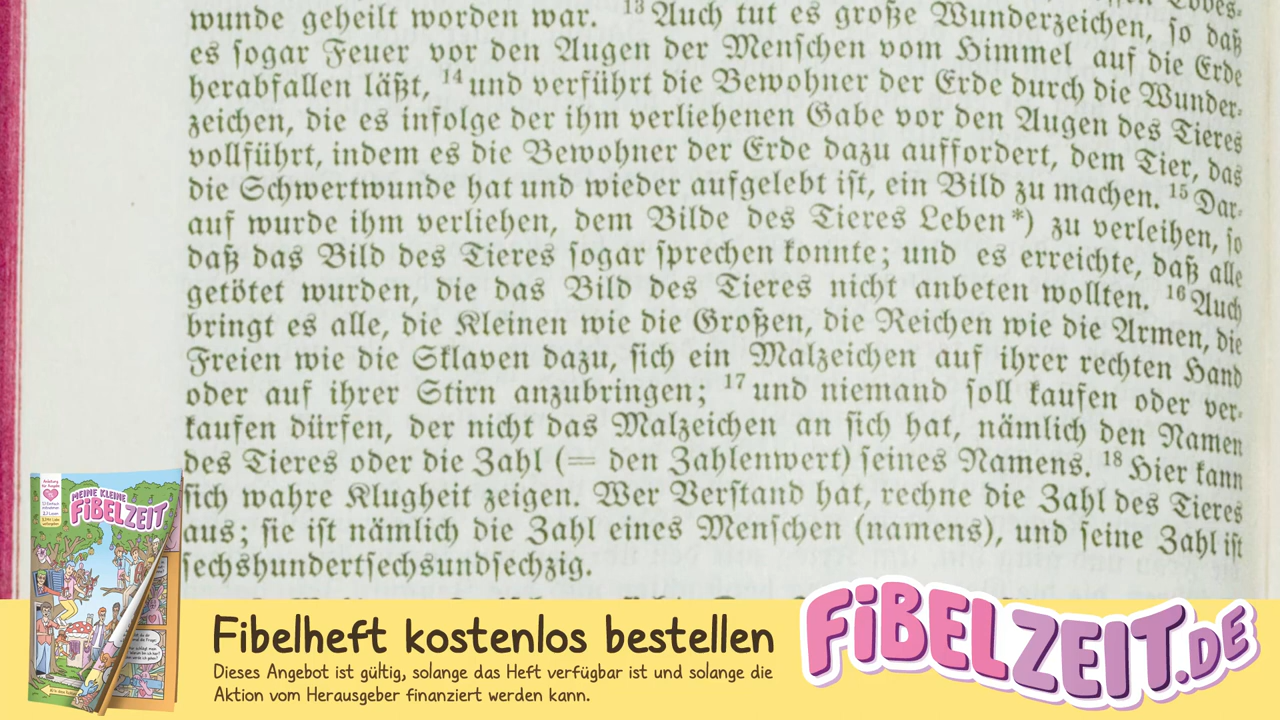 wunde geheilt worden war. 13 Auch tut es große Wunderzeichen, so daß
es sogar Feuer vor den Augen der Menschen vom Himmel auf die Erde
herabfallen läßt, 14 und verführt die Bewohner der Erde durch die Wunder-
zeichen, die es infolge der ihm verliehenen Gabe vor den Augen des Tieres
vollführt, indem es die Bewohner der Erde dazu auffordert, dem Tier, das
die Schwertwunde hat und wieder aufgelebt ist, ein Bild zu machen. 15 Dar-
auf wurde ihm verliehen, dem Bilde des Tieres Leben*) zu verleihen, so
daß das Bild des Tieres sogar sprechen konnte; und es erreichte, daß alle
getötet wurden, die das Bild des Tieres nicht anbeten wollten. 16 Auch
bringt es alle, die Kleinen wie die Großen, die Reichen wie die Armen, die
Freien wie die Sklaven dazu, sich ein Malzeichen auf ihrer rechten Hand
oder auf ihrer Stirn anzubringen; 17 und niemand soll kaufen oder ver-
kaufen dürfen, der nicht das Malzeichen an sich hat, nämlich den Namen
des Tieres oder die Zahl (= den Zahlenwert) seines Namens. 18 Hier kann
sich wahre Klugheit zeigen. Wer Verstand hat, rechne die Zahl des Tieres
aus; sie ist nämlich die Zahl eines Menschen (namens), und seine Zahl ist
sechshundertsechsundsechzig.
MEINE KLEINE
FiBELZEiT
Fibelheft kostenlos bestellen
Dieses Angebot ist gültig, solange das Heft verfügbar ist und solange die
Aktion vom Herausgeber finanziert werden kann.
FiBELZEiT.DE